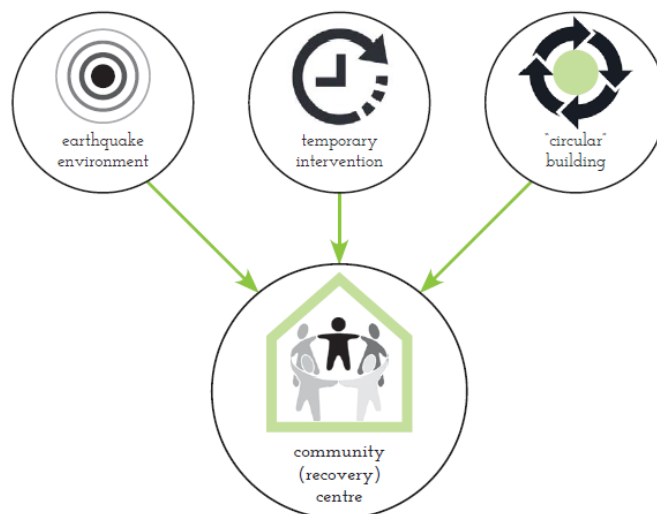 earthquake
environment
temporary
intervention
"circular"
building
community
(recovery)
centre